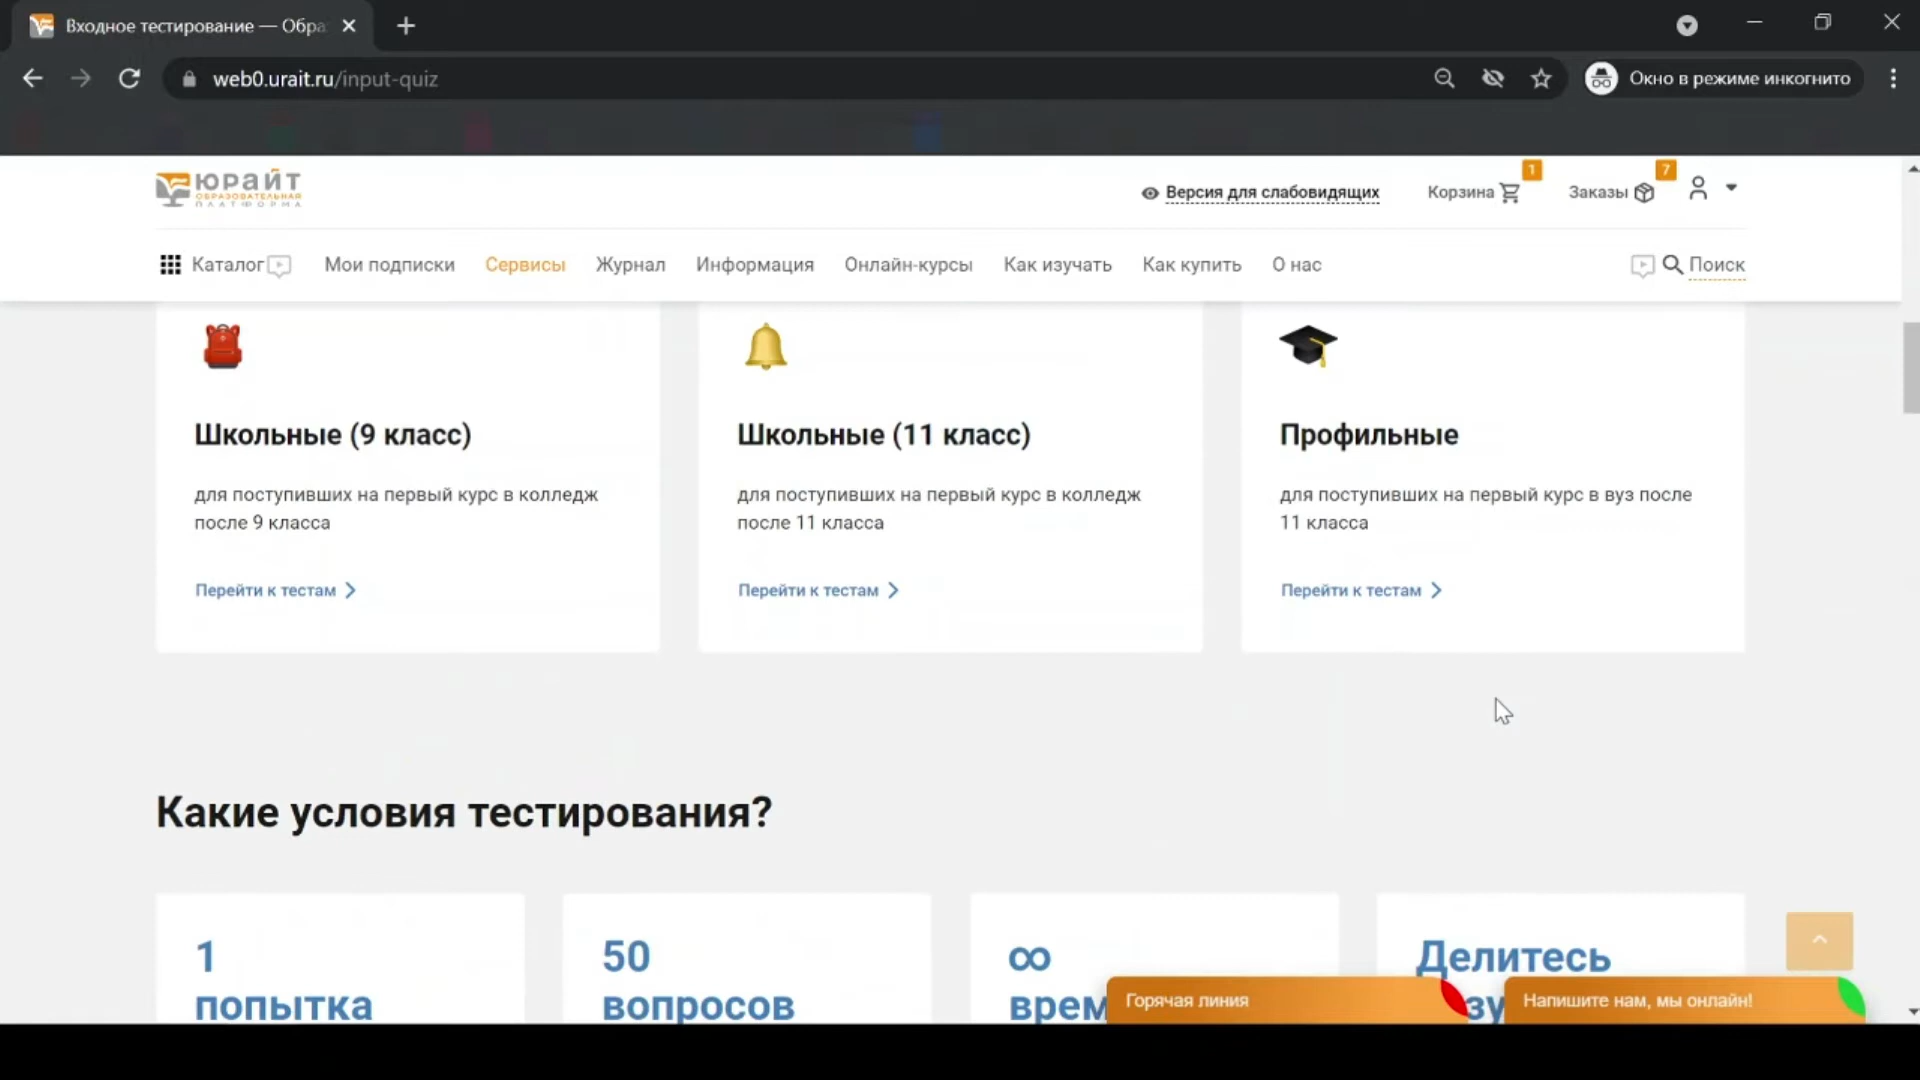 Входное тестирование — Обра
web0.urait.ru/input-quiz
Окно в режиме инкогнито
ЮРАЙТ
ОБРАЗОВАТЕЛЬНАЯ
ПЛАТФОРМА
Версия для слабовидящих
Корзина 1
Заказы 7
Каталог Мои подписки Сервисы Журнал Информация Онлайн-курсы Как изучать Как купить О нас Поиск
Школьные (9 класс)
для поступивших на первый курс в колледж
после 9 класса
Перейти к тестам
Школьные (11 класс)
для поступивших на первый курс в колледж
после 11 класса
Перейти к тестам
Профильные
для поступивших на первый курс в вуз после
11 класса
Перейти к тестам
Какие условия тестирования?
1
попытка
50
вопросов
∞
врем
Делитесь
зу
Горячая линия
Напишите нам, мы онлайн!